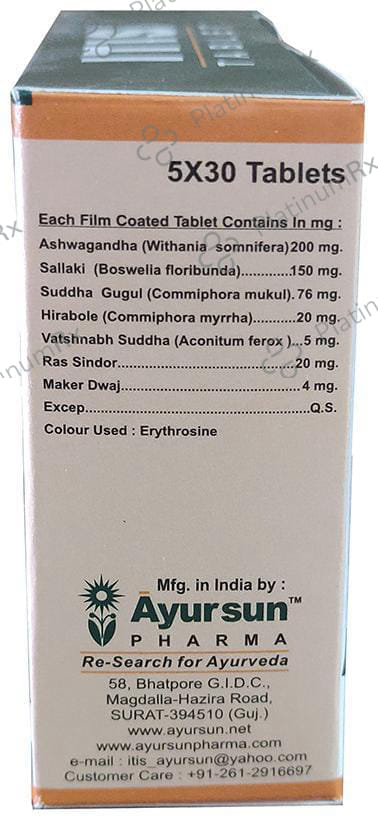 5X30 Tablets
Each Film Coated Tablet Contains In mg :
Ashwagandha (Withania somnifera)200 mg.
Sallaki (Boswelia floribunda)............150 mg.
Suddha Gugul (Commiphora mukul).76 mg.
Hirabole (Commiphora myrrha)..........20 mg.
Vatshnabh Suddha (Aconitum ferox )...5 mg.
Ras Sindor...........................................20 mg.
Maker Dwaj............................................4 mg.
Excep.....................................................Q.S.
Colour Used : Erythrosine
Mfg. in India by :
Āyursun™
PHARMA
Re-Search for Ayurveda
58, Bhatpore G.I.D.C.,
Magdalla-Hazira Road,
SURAT-394510 (Guj.)
www.ayursun.net
www.ayursunpharma.com
e-mail : itis_ayursun@yahoo.com
Customer Care : +91-261-2916697
PlatinumRx